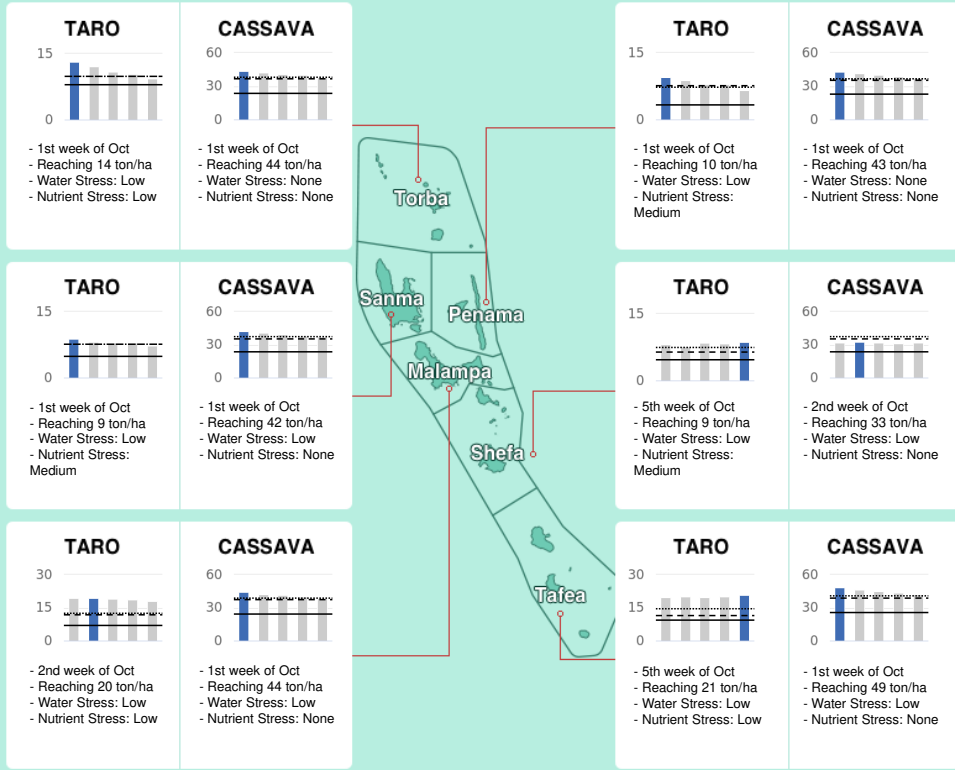 TARO
15
0
- 1st week of Oct
- Reaching 14 ton/ha
- Water Stress: Low
- Nutrient Stress: Low
CASSAVA
60
30
0
- 1st week of Oct
- Reaching 44 ton/ha
- Water Stress: None
- Nutrient Stress: None
TARO
15
0
- 1st week of Oct
- Reaching 10 ton/ha
- Water Stress: Low
- Nutrient Stress:
Medium
CASSAVA
60
30
0
- 1st week of Oct
- Reaching 43 ton/ha
- Water Stress: None
- Nutrient Stress: None
Torba
Sanma
Penama
Malampa
Shefa
Tafea
TARO
15
0
- 1st week of Oct
- Reaching 9 ton/ha
- Water Stress: Low
- Nutrient Stress:
Medium
CASSAVA
60
30
0
- 1st week of Oct
- Reaching 42 ton/ha
- Water Stress: Low
- Nutrient Stress: None
TARO
15
0
- 5th week of Oct
- Reaching 9 ton/ha
- Water Stress: Low
- Nutrient Stress:
Medium
CASSAVA
60
30
0
- 2nd week of Oct
- Reaching 33 ton/ha
- Water Stress: Low
- Nutrient Stress: None
TARO
30
15
0
- 2nd week of Oct
- Reaching 20 ton/ha
- Water Stress: Low
- Nutrient Stress: Low
CASSAVA
60
30
0
- 1st week of Oct
- Reaching 44 ton/ha
- Water Stress: Low
- Nutrient Stress: None
TARO
30
15
0
- 5th week of Oct
- Reaching 21 ton/ha
- Water Stress: Low
- Nutrient Stress: Low
CASSAVA
60
30
0
- 1st week of Oct
- Reaching 49 ton/ha
- Water Stress: Low
- Nutrient Stress: None